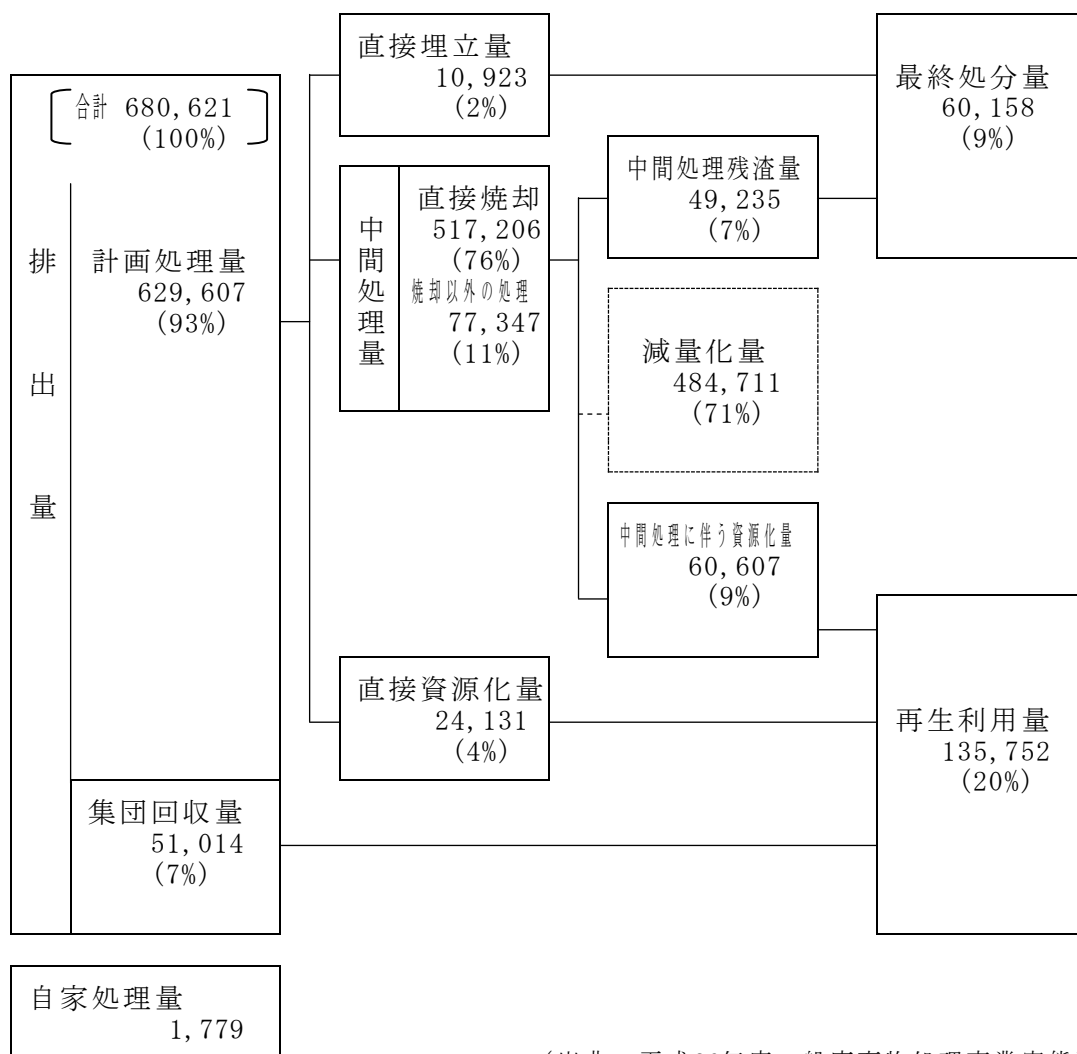 合計 680,621
(100%)
排出量
計画処理量
629,607
(93%)
集団回収量
51,014
(7%)
自家処理量
1,779
直接埋立量
10,923
(2%)
中間処理量
直接焼却
517,206
(76%)
焼却以外の処理
77,347
(11%)
直接資源化量
24,131
(4%)
中間処理残渣量
49,235
(7%)
減量化量
484,711
(71%)
中間処理に伴う資源化量
60,607
(9%)
最終処分量
60,158
(9%)
再生利用量
135,752
(20%)